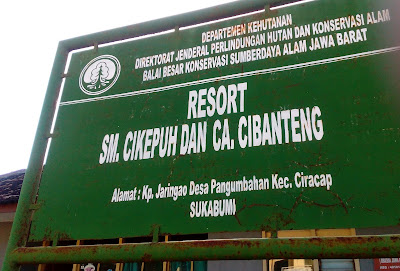 DEPARTEMEN KEHUTANAN
DIREKTORAT JENDERAL PERLINDUNGAN HUTAN DAN KONSERVASI ALAM
BALAI BESAR KONSERVASI SUMBERDAYA ALAM JAWA BARAT
RESORT
SM. CIKEPUH DAN CA. CIBANTENG
Alamat : Kp. Jaringao Desa Pangumbahan Kec. Ciracap
SUKABUMI